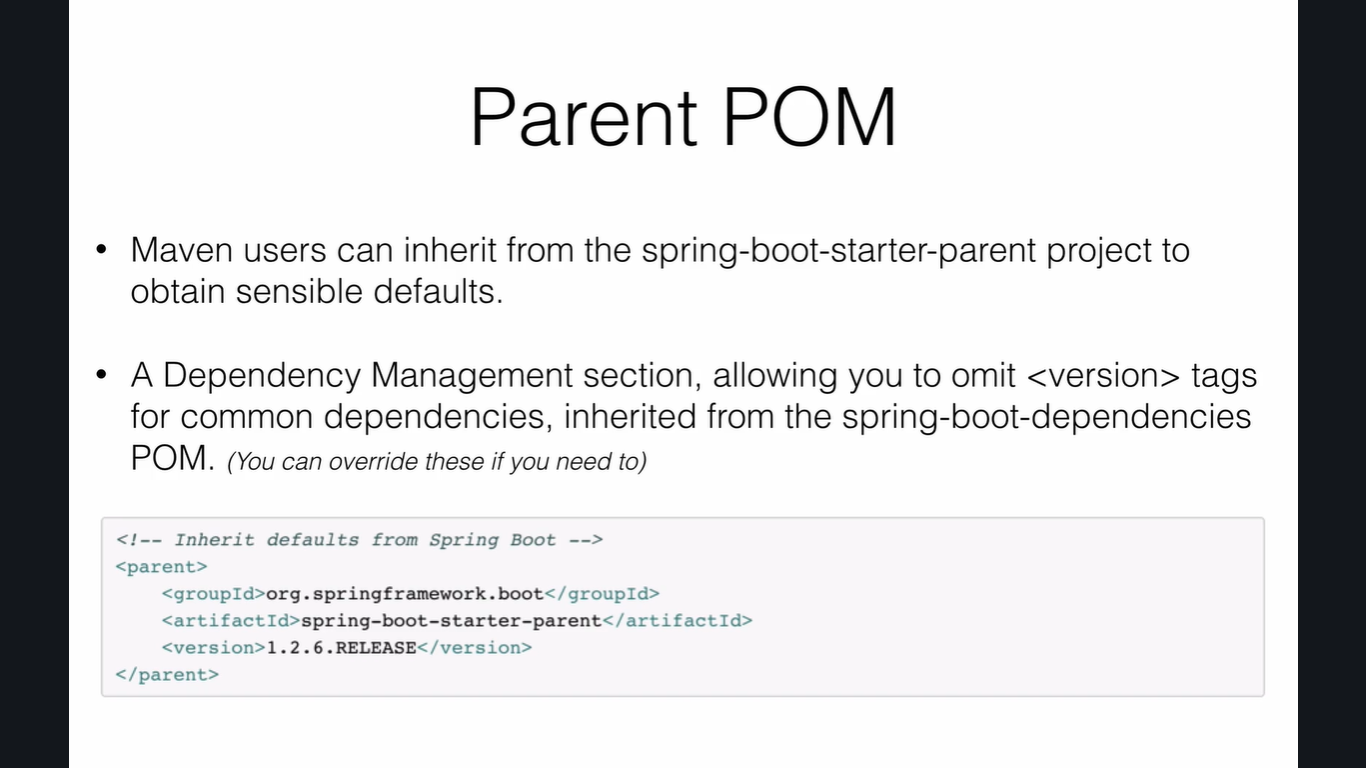 Parent POM
• Maven users can inherit from the spring-boot-starter-parent project to
obtain sensible defaults.
• A Dependency Management section, allowing you to omit <version> tags
for common dependencies, inherited from the spring-boot-dependencies
POM. (You can override these if you need to)
<!-- Inherit defaults from Spring Boot -->
<parent>
    <groupId>org.springframework.boot</groupId>
    <artifactId>spring-boot-starter-parent</artifactId>
    <version>1.2.6.RELEASE</version>
</parent>